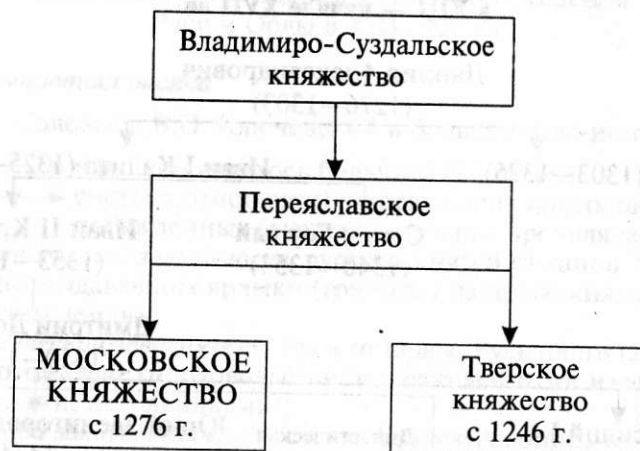 Владимиро-Суздальское
княжество
Переяславское
княжество
МОСКОВСКОЕ
КНЯЖЕСТВО
с 1276 г.
Тверское
княжество
с 1246 г.